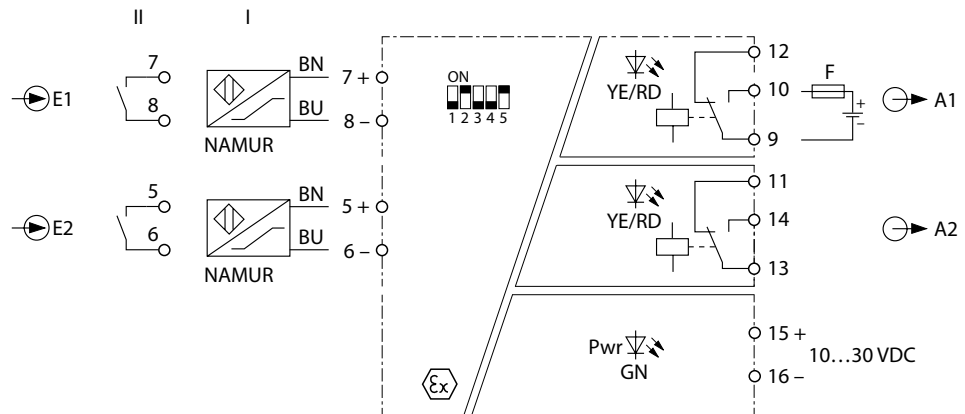 II I
E1
7
8
BN
BU
7 +
8 –
NAMUR
ON
1 2 3 4 5
YE/RD
12
10
9
F
+
–
A1
E2
5
6
BN
BU
5 +
6 –
NAMUR
YE/RD
11
14
13
A2
Pwr
GN
15 +
16 –
10…30 VDC
Ex